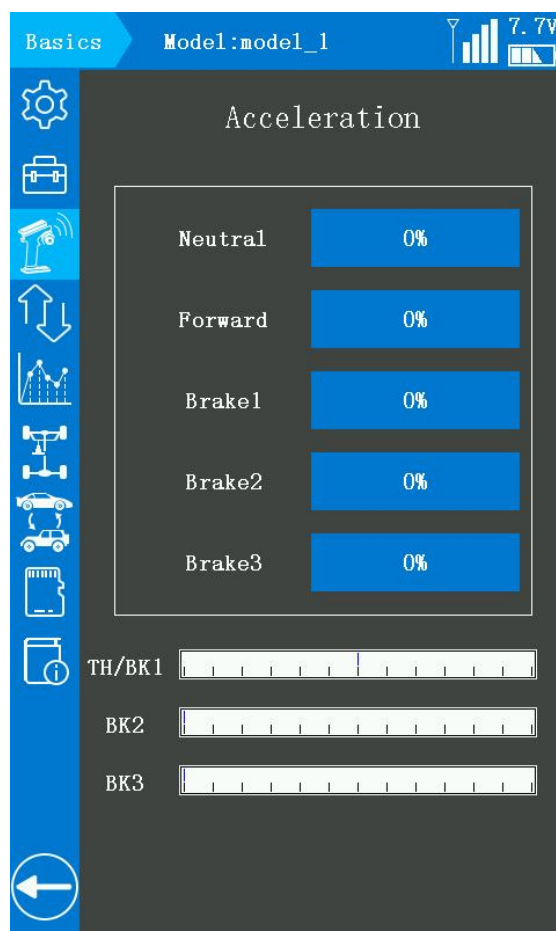 Basics Model:model_1 7.7V
Acceleration
Neutral 0%
Forward 0%
Brake1 0%
Brake2 0%
Brake3 0%
TH/BK1
BK2
BK3